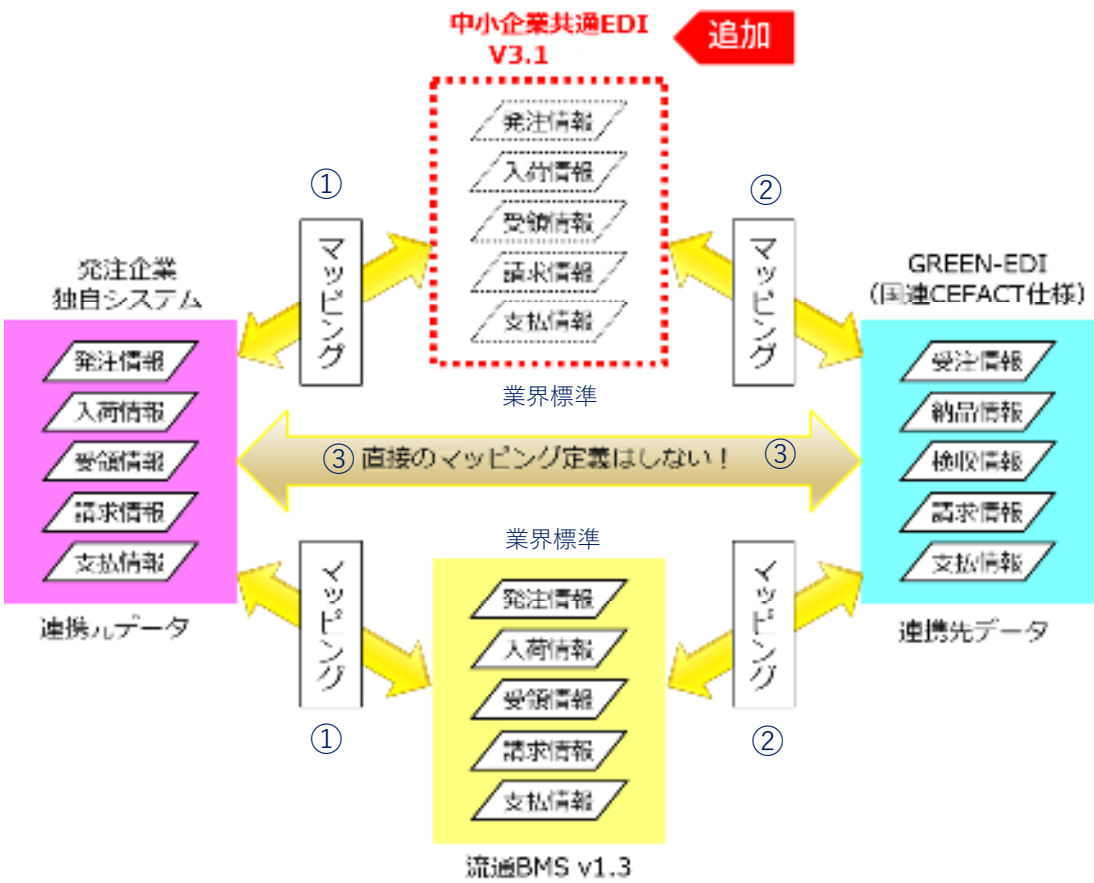 中小企業共通EDI
V3.1
追加
発注情報
入荷情報
受領情報
請求情報
支払情報
業界標準
①
マッピング
②
マッピング
発注企業
独自システム
発注情報
入荷情報
受領情報
請求情報
支払情報
連携元データ
GREEN-EDI
(国連CEFACT仕様)
受注情報
納品情報
検収情報
請求情報
支払情報
連携先データ
③ 直接のマッピング定義はしない! ③
業界標準
マッピング
①
マッピング
②
発注情報
入荷情報
受領情報
請求情報
支払情報
流通BMS v1.3